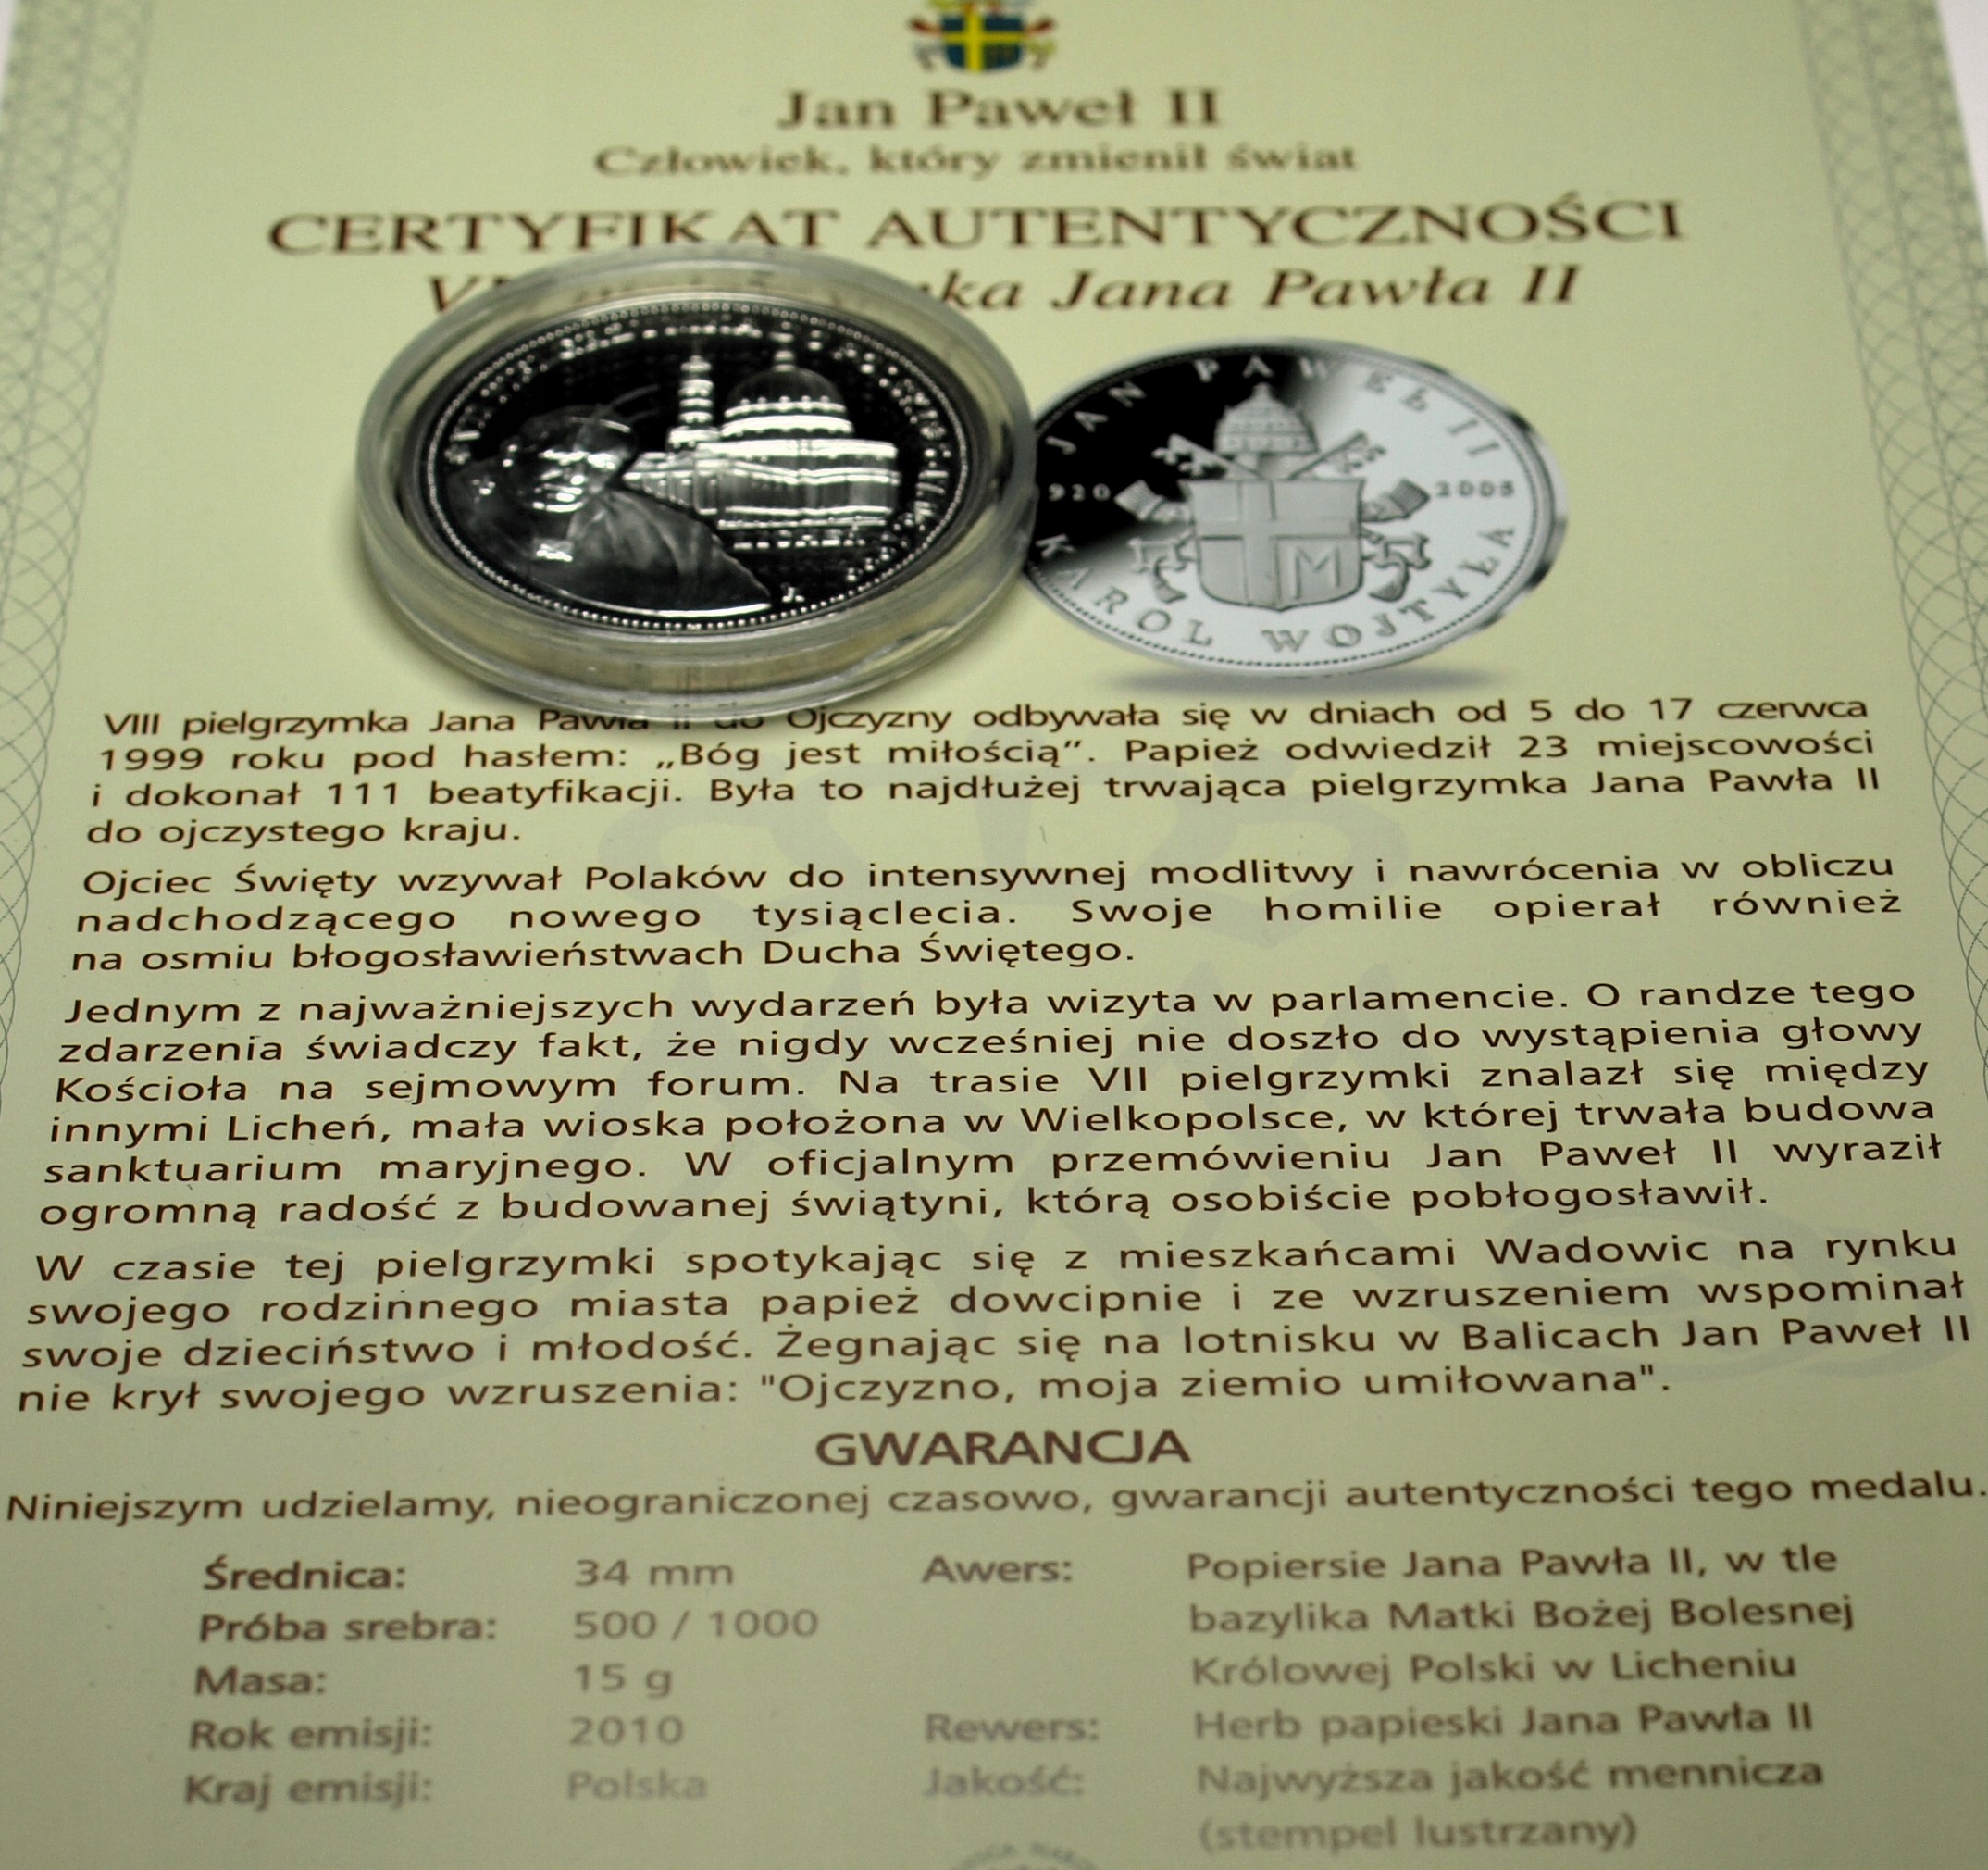 Jan Paweł II
Człowiek, który zmienił świat
CERTYFIKAT AUTENTYCZNOŚCI
Jana Pawła II
JAN PAWEŁ II
920 2005
KAROL WOJTYŁA
M
LICHEŃ
VIII pielgrzymka Jana Pawła II do Ojczyzny odbywała się w dniach od 5 do 17 czerwca
1999 roku pod hasłem: „Bóg jest miłością”. Papież odwiedził 23 miejscowości
i dokonał 111 beatyfikacji. Była to najdłużej trwająca pielgrzymka Jana Pawła II
do ojczystego kraju.
Ojciec Święty wzywał Polaków do intensywnej modlitwy i nawrócenia w obliczu
nadchodzącego nowego tysiąclecia. Swoje homilie opierał również
na osmiu błogosławieństwach Ducha Świętego.
Jednym z najważniejszych wydarzeń była wizyta w parlamencie. O randze tego
zdarzenia świadczy fakt, że nigdy wcześniej nie doszło do wystąpienia głowy
Kościoła na sejmowym forum. Na trasie VII pielgrzymki znalazł się między
innymi Licheń, mała wioska położona w Wielkopolsce, w której trwała budowa
sanktuarium maryjnego. W oficjalnym przemówieniu Jan Paweł II wyraził
ogromną radość z budowanej świątyni, którą osobiście pobłogosławił.
W czasie tej pielgrzymki spotykając się z mieszkańcami Wadowic na rynku
swojego rodzinnego miasta papież dowcipnie i ze wzruszeniem wspominał
swoje dzieciństwo i młodość. Żegnając się na lotnisku w Balicach Jan Paweł II
nie krył swojego wzruszenia: "Ojczyzno, moja ziemio umiłowana".
GWARANCJA
Niniejszym udzielamy, nieograniczonej czasowo, gwarancji autentyczności tego medalu.
Średnica: 34 mm
Próba srebra: 500 / 1000
Masa: 15 g
Rok emisji: 2010
Kraj emisji: Polska
Awers: Popiersie Jana Pawła II, w tle
bazylika Matki Bożej Bolesnej
Królowej Polski w Licheniu
Rewers: Herb papieski Jana Pawła II
Jakość: Najwyższa jakość mennicza
(stempel lustrzany)